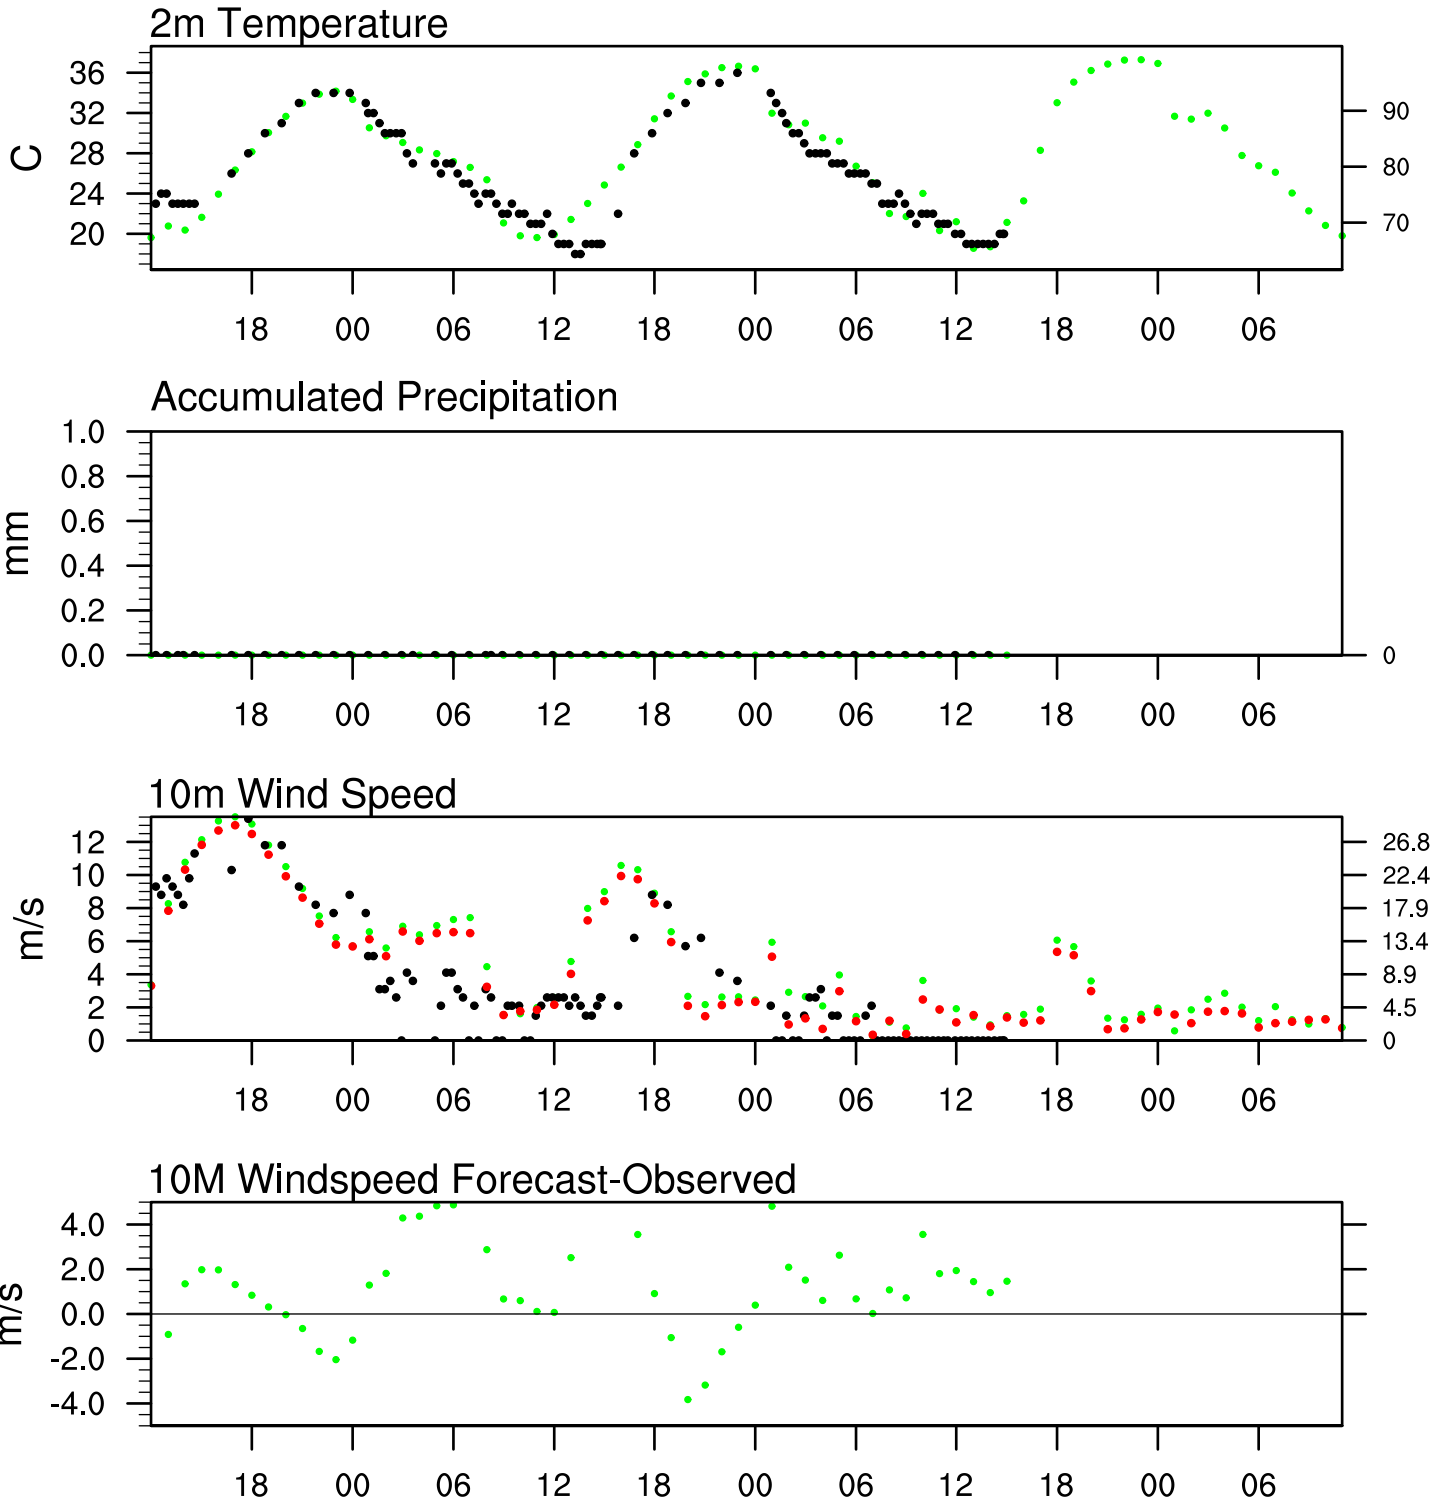 2m Temperature
36
32
28
24
20
C
90
80
70
18 00 06 12 18 00 06 12 18 00 06
Accumulated Precipitation
1.0
0.8
0.6
0.4
0.2
0.0
mm
0
18 00 06 12 18 00 06 12 18 00 06
10m Wind Speed
12
10
8
6
4
2
0
m/s
26.8
22.4
17.9
13.4
8.9
4.5
0
18 00 06 12 18 00 06 12 18 00 06
10M Windspeed Forecast-Observed
4.0
2.0
0.0
-2.0
-4.0
m/s
18 00 06 12 18 00 06 12 18 00 06